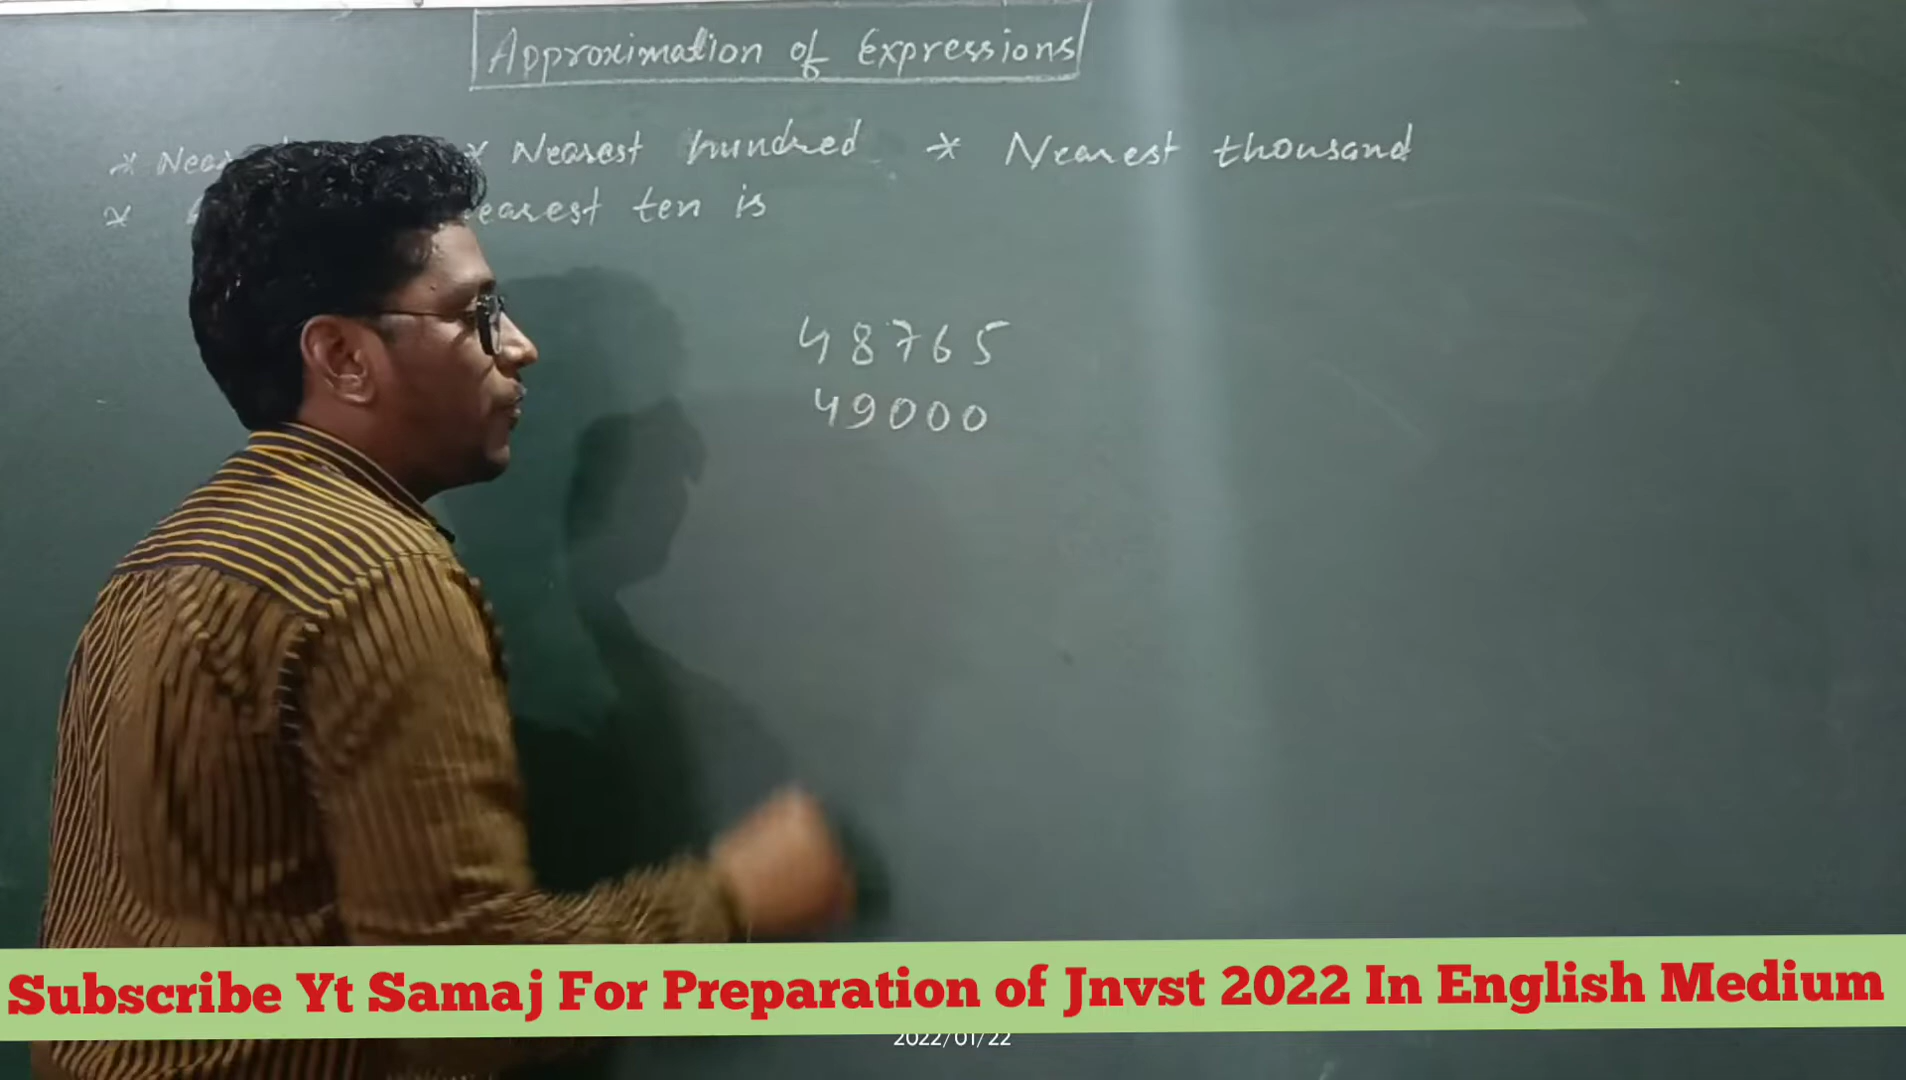 Approximation of Expressions
* Nearest hundred * Nearest thousand
* nearest ten is
48765
49000
Subscribe Yt Samaj For Preparation of Jnvst 2022 In English Medium
2022/01/22